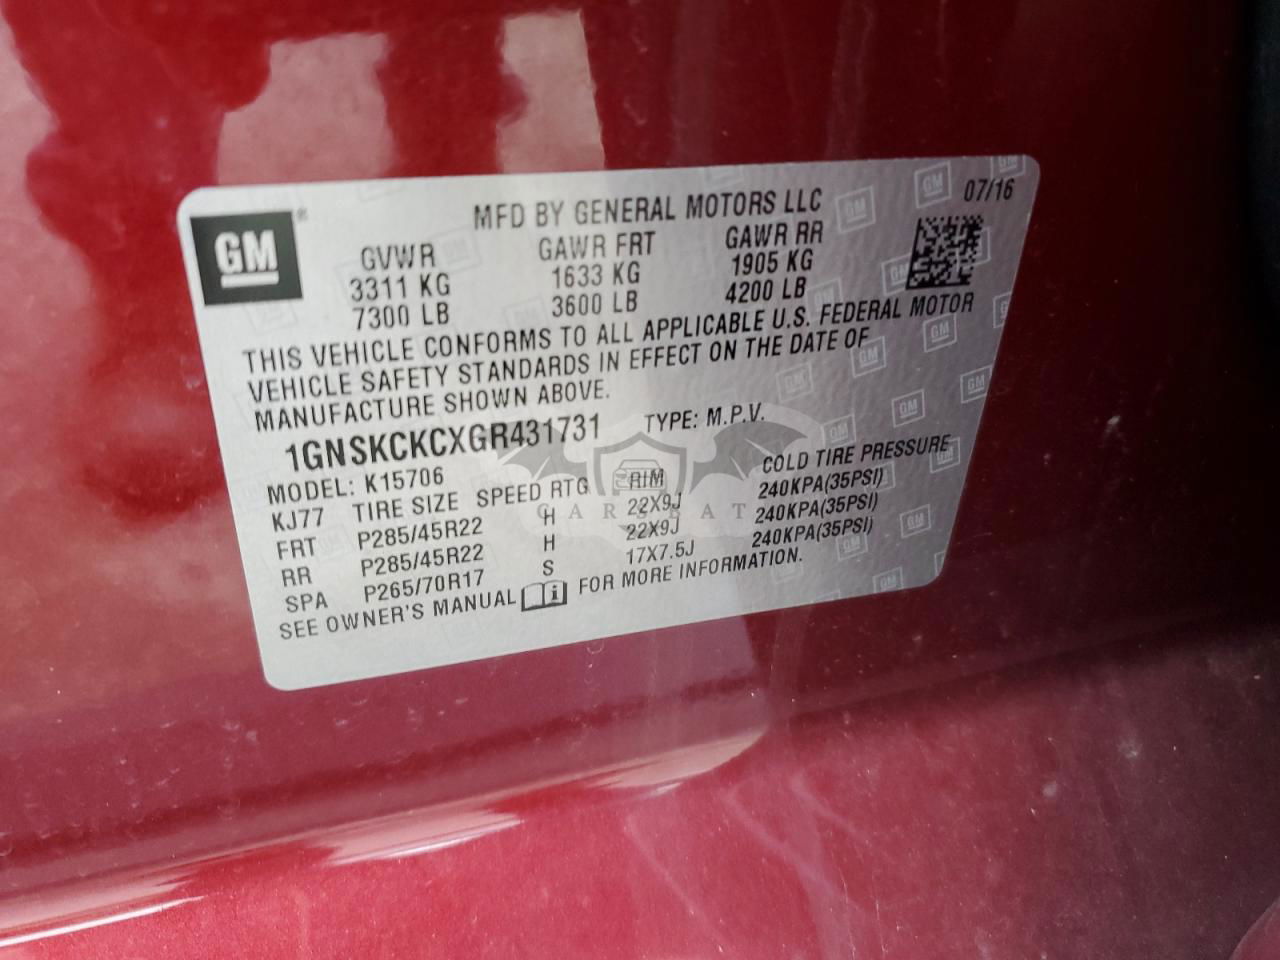 GM®
MFD BY GENERAL MOTORS LLC
07/16
GVWR GAWR FRT GAWR RR
3311 KG 1633 KG 1905 KG
7300 LB 3600 LB 4200 LB
THIS VEHICLE CONFORMS TO ALL APPLICABLE U.S. FEDERAL MOTOR
VEHICLE SAFETY STANDARDS IN EFFECT ON THE DATE OF
MANUFACTURE SHOWN ABOVE.
1GNSKCKCXGR431731 TYPE: M.P.V.
MODEL: K15706
KJ77 TIRE SIZE SPEED RTG RIM COLD TIRE PRESSURE
FRT P285/45R22 H 22X9J 240KPA(35PSI)
RR P285/45R22 H 22X9J 240KPA(35PSI)
SPA P265/70R17 S 17X7.5J 240KPA(35PSI)
SEE OWNER'S MANUAL FOR MORE INFORMATION.
CARSBAT